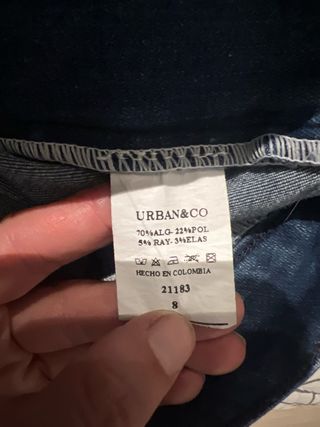 URBAN&CO
70%ALG- 22%POL
5% RAY- 3%ELAS
HECHO EN COLOMBIA
21183
8